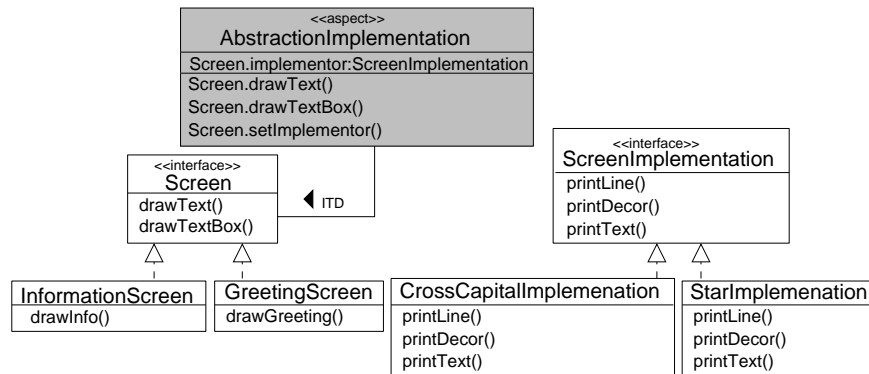 <<aspect>>
AbstractionImplementation
Screen.implementor:ScreenImplementation
Screen.drawText()
Screen.drawTextBox()
Screen.setImplementor()
<<interface>>
Screen
drawText()
drawTextBox()
ITD
<<interface>>
ScreenImplementation
printLine()
printDecor()
printText()
InformationScreen
drawInfo()
GreetingScreen
drawGreeting()
CrossCapitalImplemenation
printLine()
printDecor()
printText()
StarImplemenation
printLine()
printDecor()
printText()